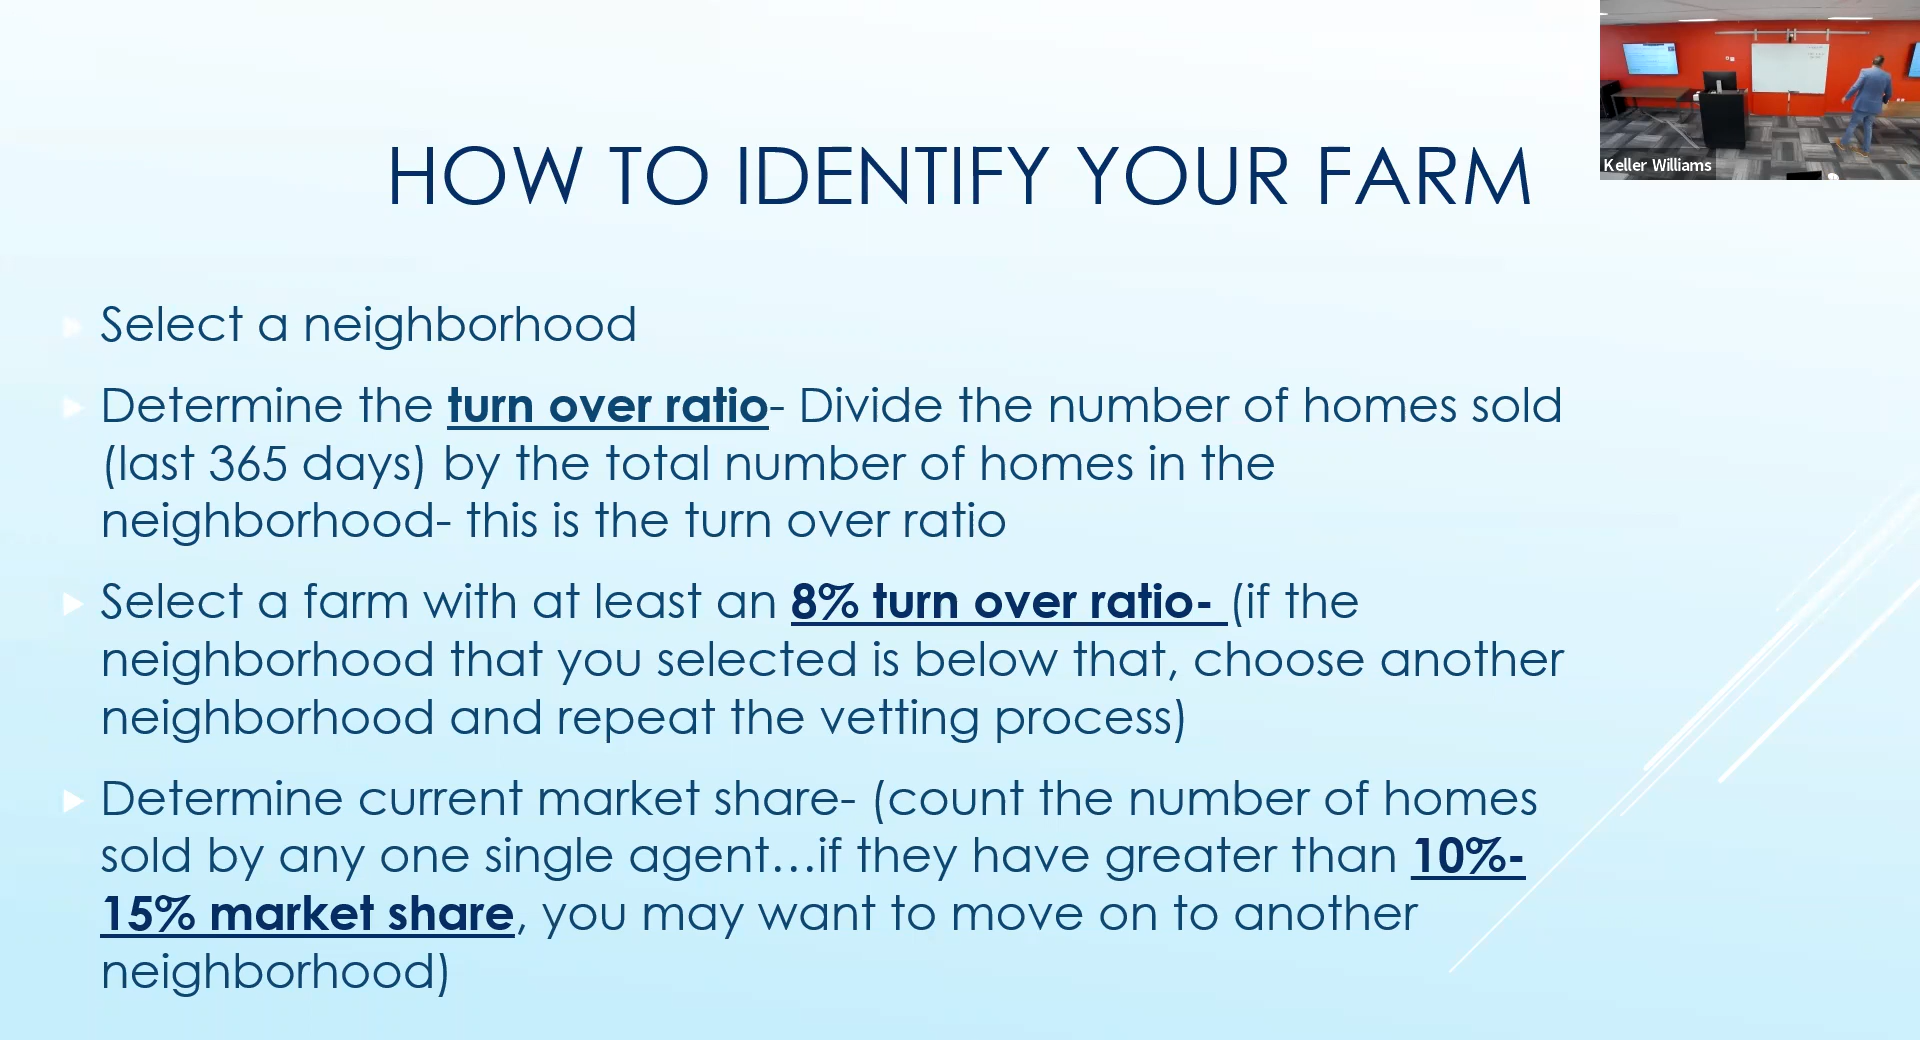 HOW TO IDENTIFY YOUR FARM
Keller Williams
Select a neighborhood
Determine the turn over ratio- Divide the number of homes sold
(last 365 days) by the total number of homes in the
neighborhood- this is the turn over ratio
Select a farm with at least an 8% turn over ratio- (if the
neighborhood that you selected is below that, choose another
neighborhood and repeat the vetting process)
Determine current market share- (count the number of homes
sold by any one single agent...if they have greater than 10%-
15% market share, you may want to move on to another
neighborhood)